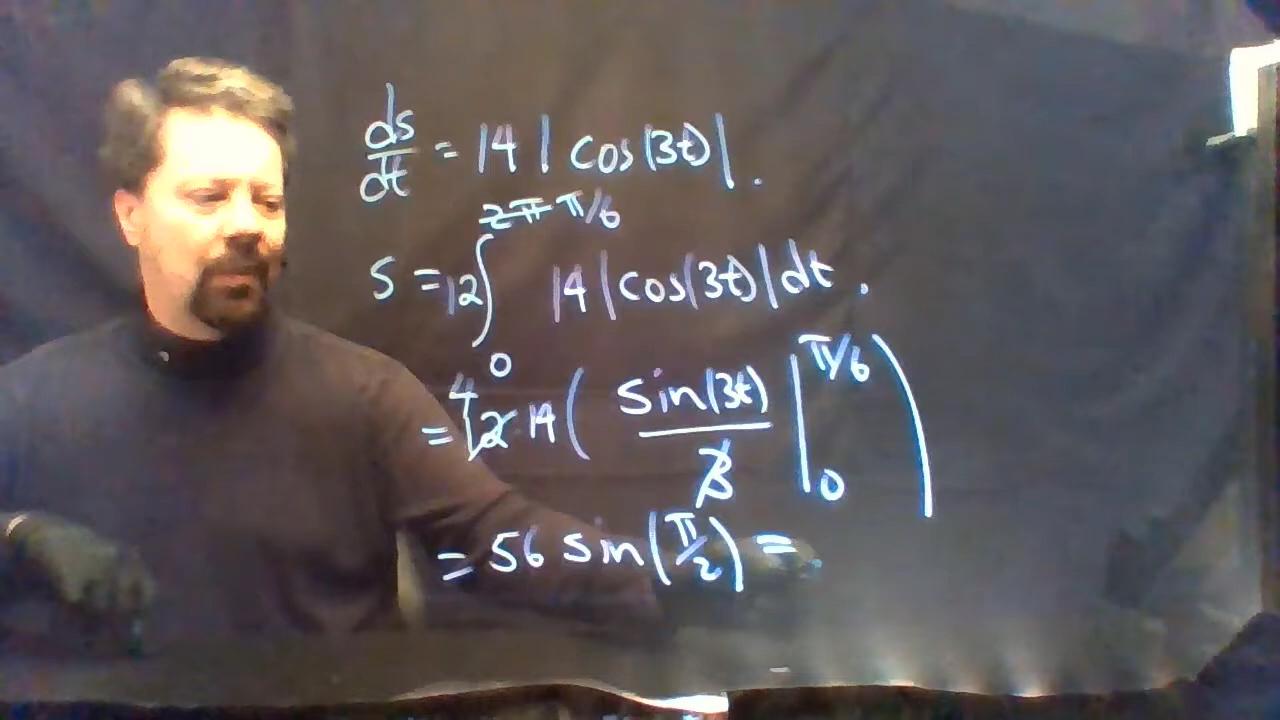 ds/dt = 14 |cos(3t)|.
2π π/6
S = 12∫ 14 |cos(3t)| dt.
0
= 12 4 · 14 ( sin(3t)/3 |₀^π/6 )
= 56 sin(π/2) =